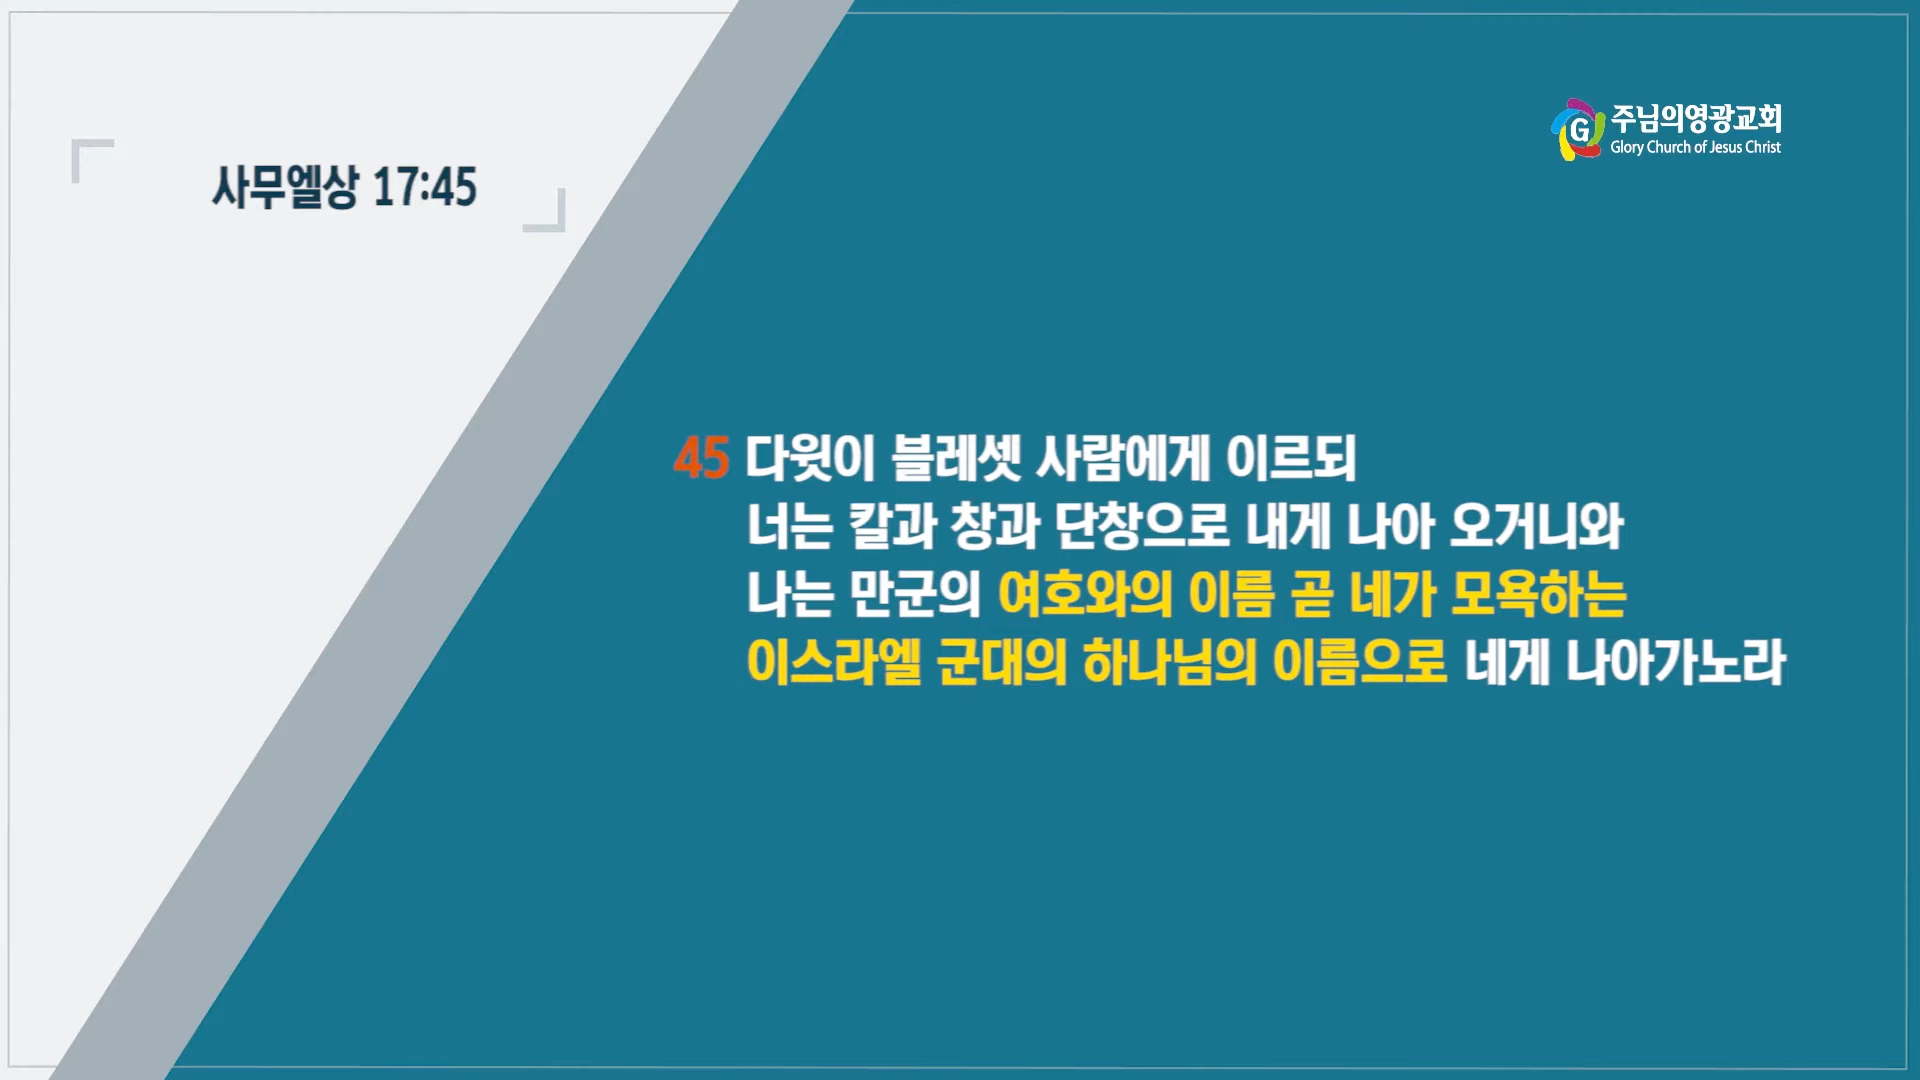 사무엘상 17:45
주님의영광교회
Glory Church of Jesus Christ
45 다윗이 블레셋 사람에게 이르되
너는 칼과 창과 단창으로 내게 나아 오거니와
나는 만군의 여호와의 이름 곧 네가 모욕하는
이스라엘 군대의 하나님의 이름으로 네게 나아가노라